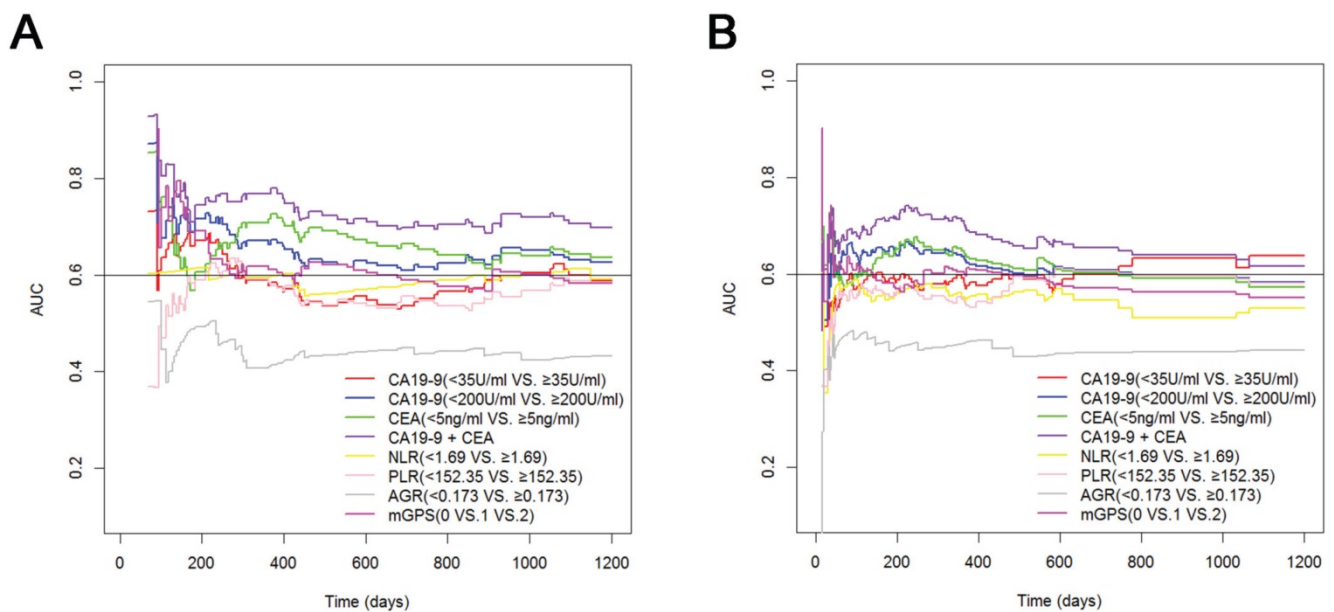 A
B
1.0
0.8
0.6
0.4
0.2
AUC
CA19-9(<35U/ml VS. ≥35U/ml)
CA19-9(<200U/ml VS. ≥200U/ml)
CEA(<5ng/ml VS. ≥5ng/ml)
CA19-9 + CEA
NLR(<1.69 VS. ≥1.69)
PLR(<152.35 VS. ≥152.35)
AGR(<0.173 VS. ≥0.173)
mGPS(0 VS.1 VS.2)
0 200 400 600 800 1000 1200
Time (days)
1.0
0.8
0.6
0.4
0.2
AUC
CA19-9(<35U/ml VS. ≥35U/ml)
CA19-9(<200U/ml VS. ≥200U/ml)
CEA(<5ng/ml VS. ≥5ng/ml)
CA19-9 + CEA
NLR(<1.69 VS. ≥1.69)
PLR(<152.35 VS. ≥152.35)
AGR(<0.173 VS. ≥0.173)
mGPS(0 VS.1 VS.2)
0 200 400 600 800 1000 1200
Time (days)